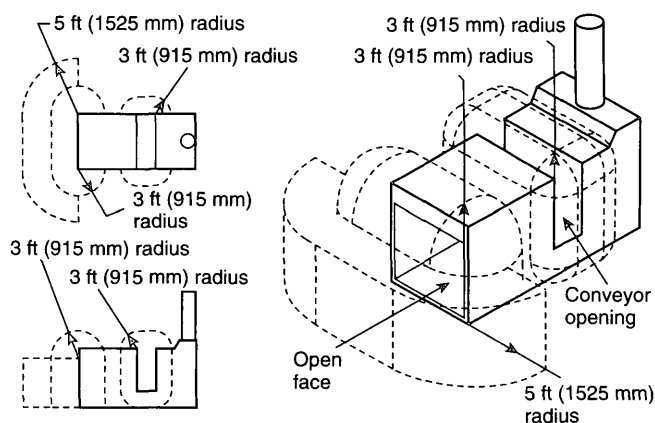 5 ft (1525 mm) radius
3 ft (915 mm) radius
3 ft (915 mm)
radius
3 ft (915 mm) radius
3 ft (915 mm) radius
3 ft (915 mm) radius
3 ft (915 mm) radius
Conveyor
opening
Open
face
5 ft (1525 mm)
radius